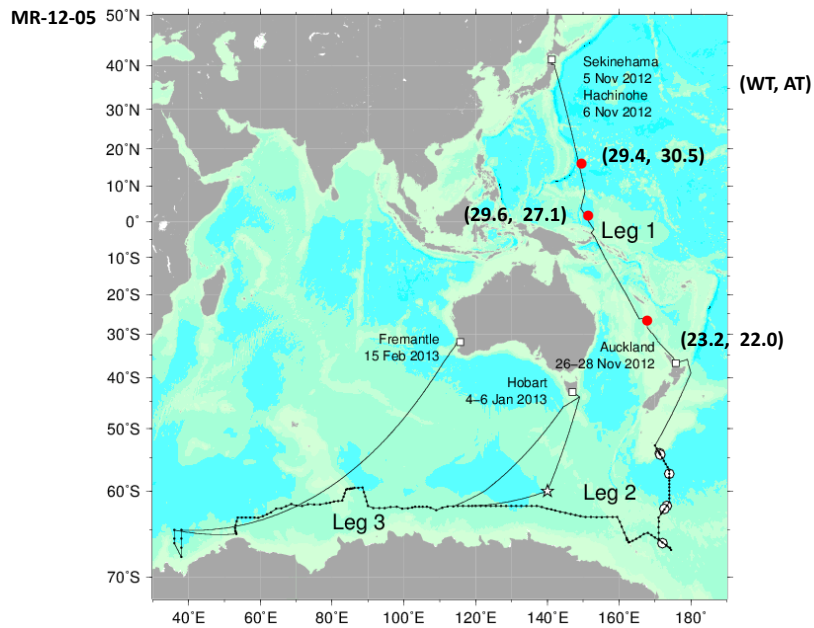 MR-12-05
50°N
40°N
30°N
20°N
10°N
0°
10°S
20°S
30°S
40°S
50°S
60°S
70°S
Sekinehama
5 Nov 2012
Hachinohe
6 Nov 2012
(WT, AT)
(29.4, 30.5)
(29.6, 27.1)
Leg 1
(23.2, 22.0)
Fremantle
15 Feb 2013
Auckland
26–28 Nov 2012
Hobart
4–6 Jan 2013
Leg 2
Leg 3
40°E
60°E
80°E
100°E
120°E
140°E
160°E
180°